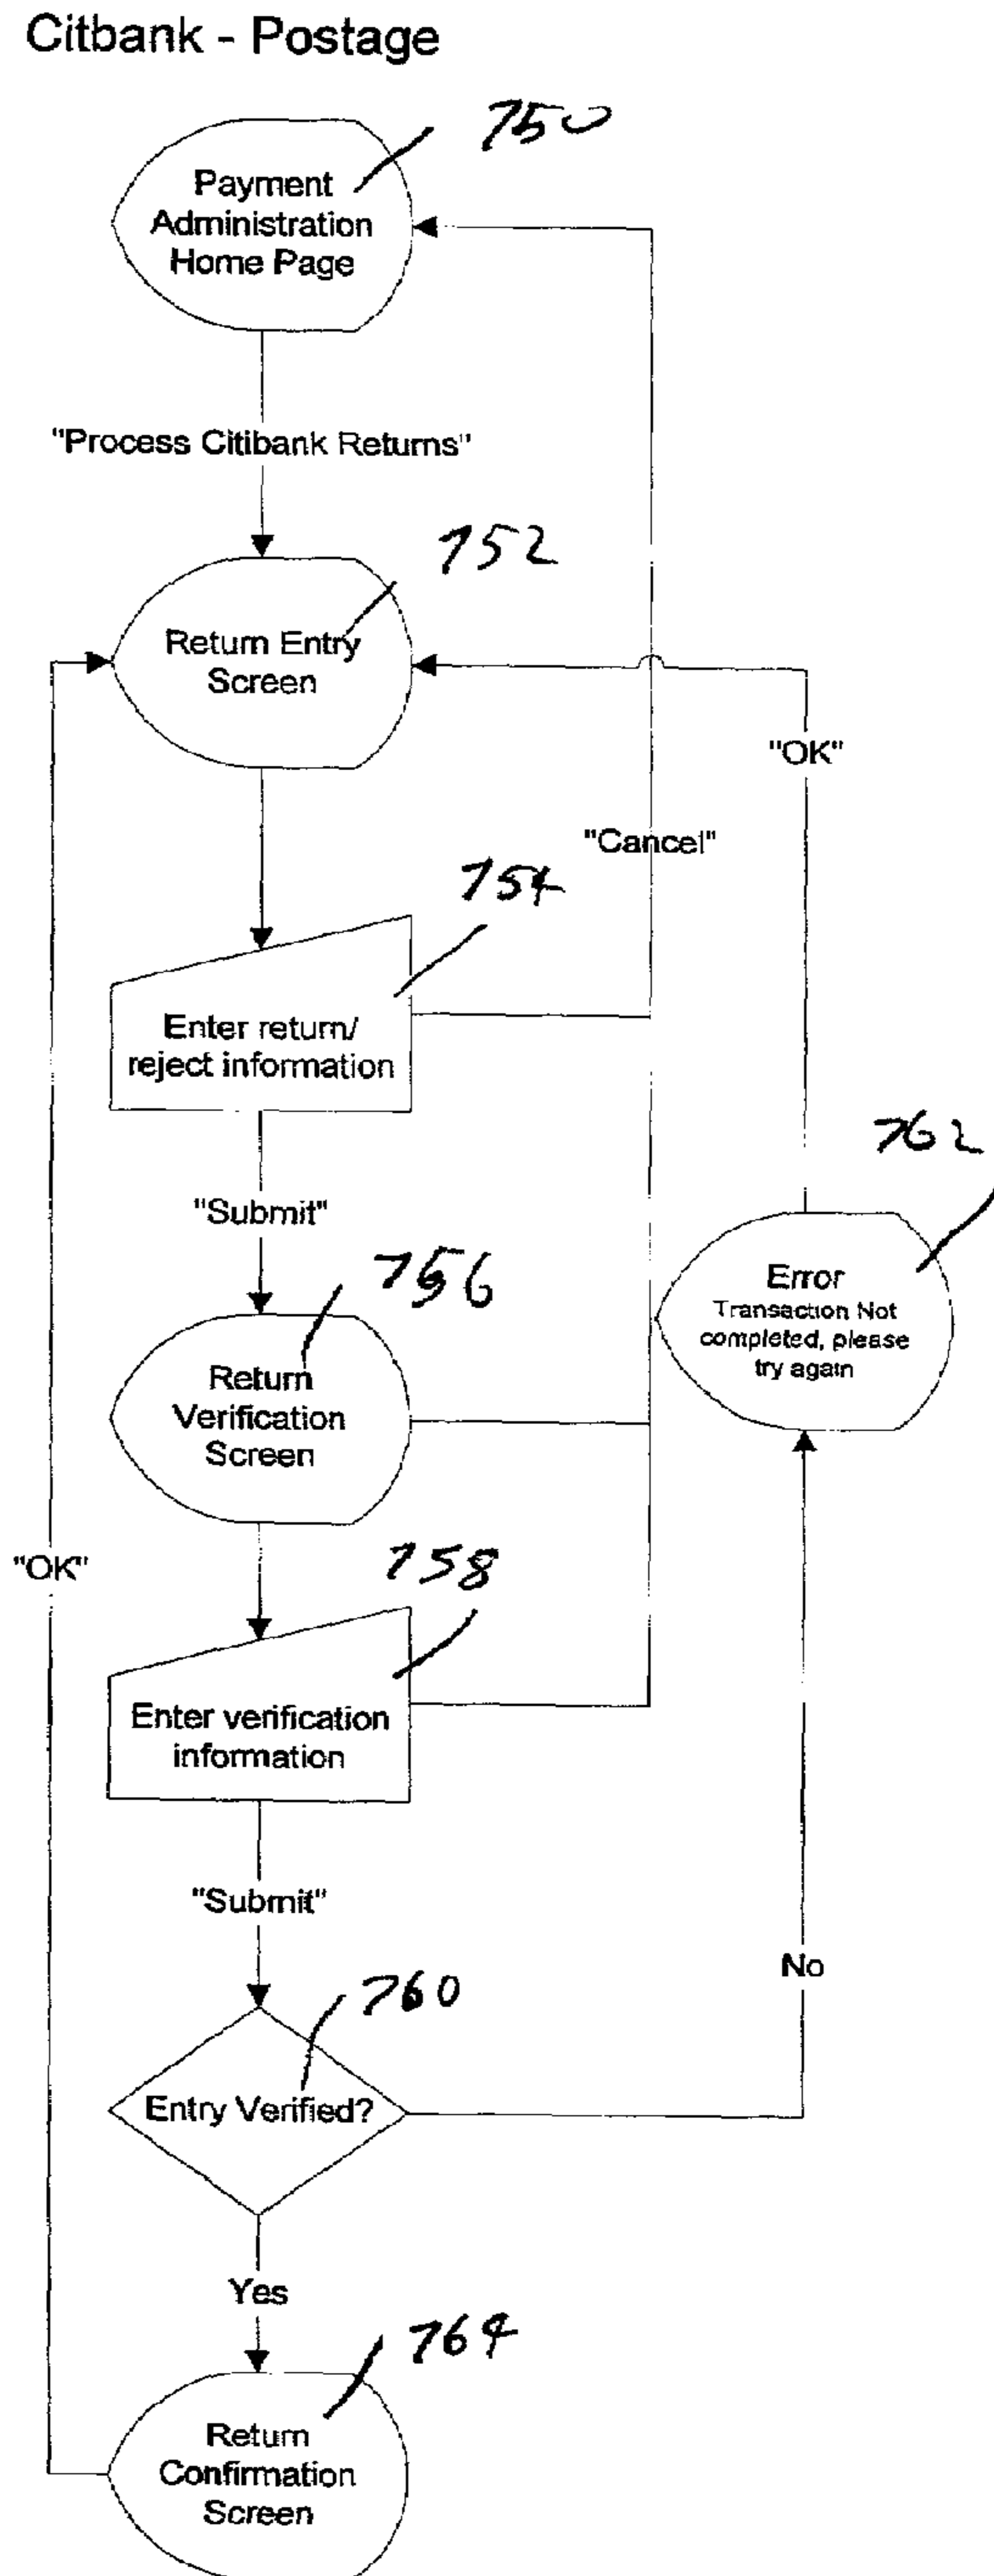 Citbank - Postage
750
Payment
Administration
Home Page
"Process Citibank Returns"
752
Return Entry
Screen
"OK"
"Cancel"
754
Enter return/
reject information
762
"Submit"
756
Error
Transaction Not
completed, please
try again
Return
Verification
Screen
"OK"
758
Enter verification
information
"Submit"
No
760
Entry Verified?
Yes
764
Return
Confirmation
Screen